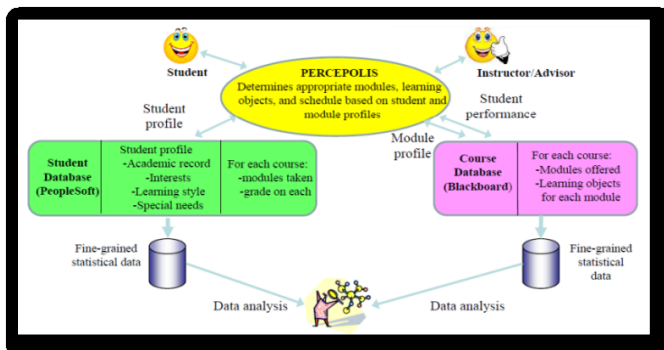 Student
PERCEPOLIS
Determines appropriate modules, learning
objects, and schedule based on student and
module profiles
Instructor/Advisor
Student
profile
Student
performance
Module
profile
Student
Database
(PeopleSoft)
Student profile
-Academic record
-Interests
-Learning style
-Special needs
For each course:
-modules taken
-grade on each
Course
Database
(Blackboard)
For each course:
-Modules offered
-Learning objects
for each module
Fine-grained
statistical data
Fine-grained
statistical
data
Data analysis
Data analysis